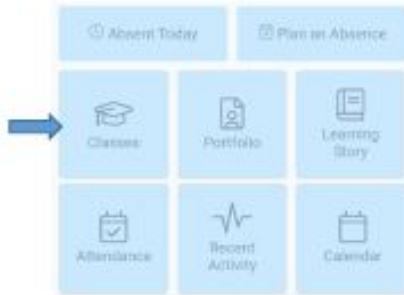 Absent Today
Plan an Absence
Classes
Portfolio
Learning
Story
Attendance
Recent
Activity
Calendar